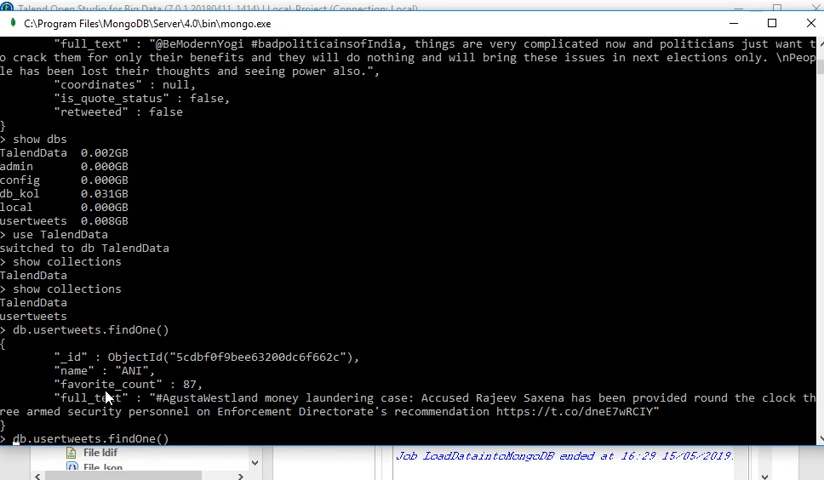 Talend Open Studio for Big Data (7.0.1.20180411_1414) | Local_Project (Connection: Local)
C:\Program Files\MongoDB\Server\4.0\bin\mongo.exe
"full_text" : "@BeModernYogi #badpoliticainsofIndia, things are very complicated now and politicians just want t
o crack them for only their benefits and they will do nothing and will bring these issues in next elections only. \nPeop
le has been lost their thoughts and seeing power also.",
"coordinates" : null,
"is_quote_status" : false,
"retweeted" : false
}
> show dbs
TalendData 0.002GB
admin 0.000GB
config 0.000GB
db_kol 0.031GB
local 0.000GB
usertweets 0.008GB
> use TalendData
switched to db TalendData
> show collections
TalendData
> show collections
TalendData
usertweets
> db.usertweets.findOne()
{
"_id" : ObjectId("5cdbf0f9bee63200dc6f662c"),
"name" : "ANI",
"favorite_count" : 87,
"full_text" : "#AgustaWestland money laundering case: Accused Rajeev Saxena has been provided round the clock th
ree armed security personnel on Enforcement Directorate's recommendation https://t.co/dneE7wRCIY"
}
> db.usertweets.findOne()
File ldif
File Json
Job LoadDataintoMongoDB ended at 16:29 15/05/2019.